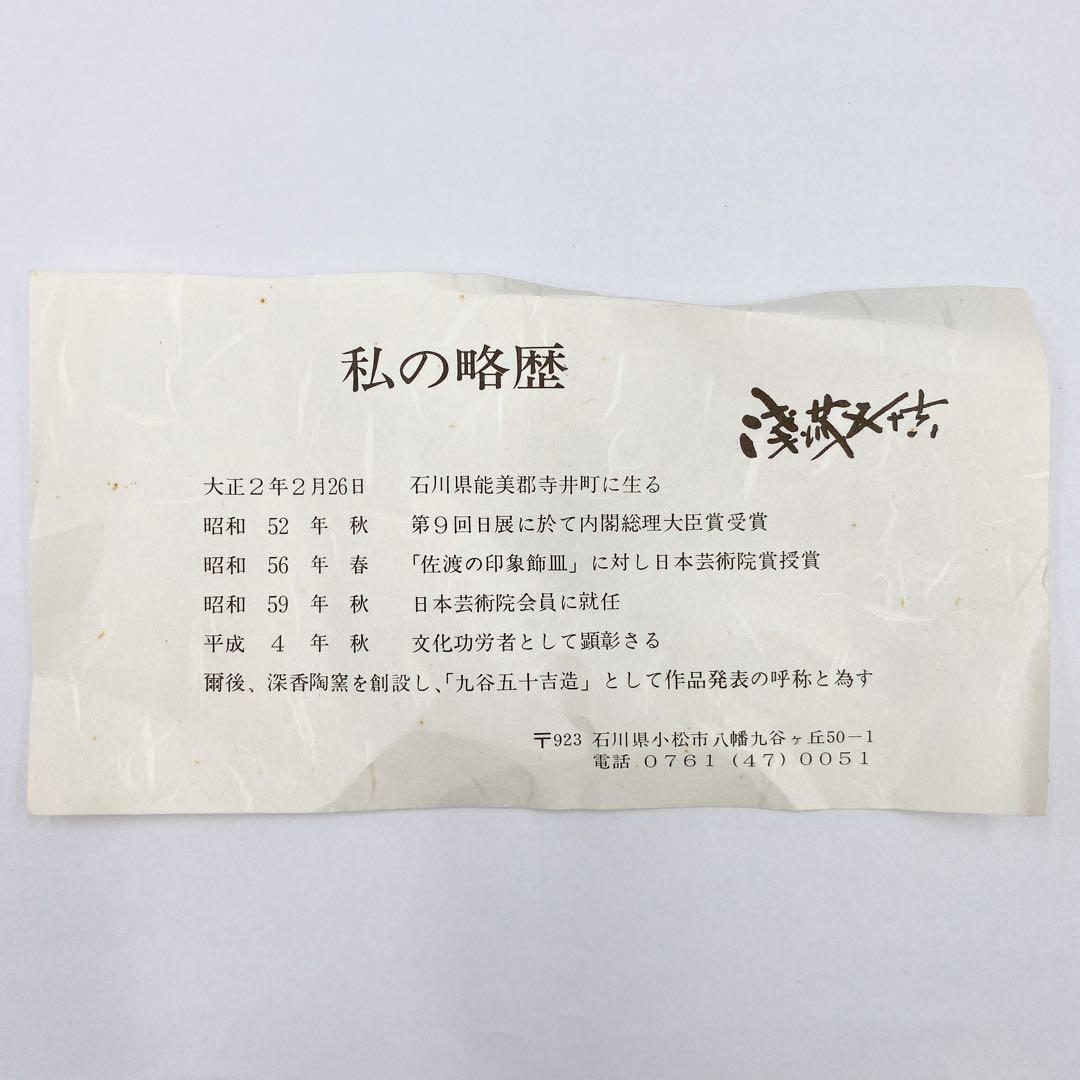 私の略歴
淺蔵五十吉
大正2年2月26日　石川県能美郡寺井町に生る
昭和　52　年　秋　第9回日展に於て内閣総理大臣賞受賞
昭和　56　年　春　「佐渡の印象飾皿」に対し日本芸術院賞授賞
昭和　59　年　秋　日本芸術院会員に就任
平成　4　年　秋　文化功労者として顕彰さる
爾後、深香陶窯を創設し、「九谷五十吉造」として作品発表の呼称と為す
〒923 石川県小松市八幡九谷ヶ丘50−1
電話 0761 (47) 0051